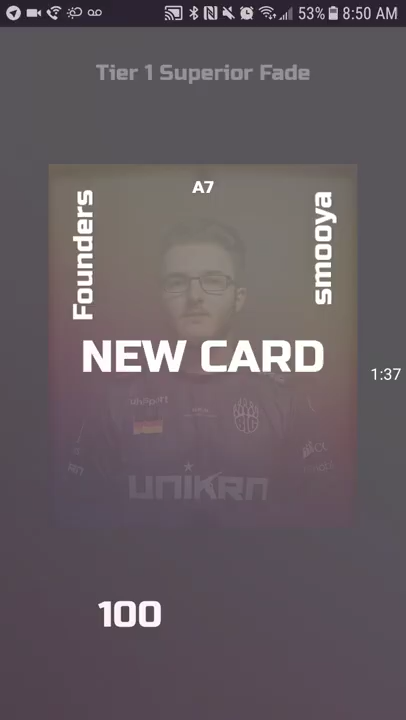 53% 8:50 AM
Tier 1 Superior Fade
A7
Founders
smooya
NEW CARD
1:37
UNIKRN
100